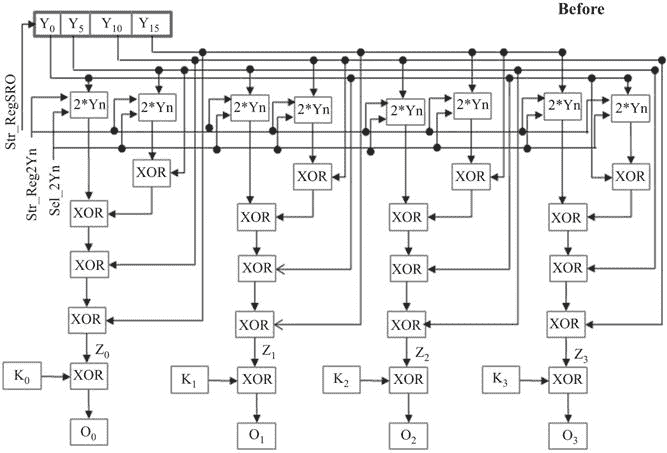 Before
Y0 Y5 Y10 Y15
Str_RegSRO
Str_Reg2Yn
Sel_2Yn
2*Yn 2*Yn 2*Yn 2*Yn 2*Yn 2*Yn 2*Yn 2*Yn
XOR XOR XOR XOR
XOR XOR XOR XOR
XOR XOR XOR XOR
XOR XOR XOR XOR
Z0 Z1 Z2 Z3
K0 XOR K1 XOR K2 XOR K3 XOR
O0 O1 O2 O3